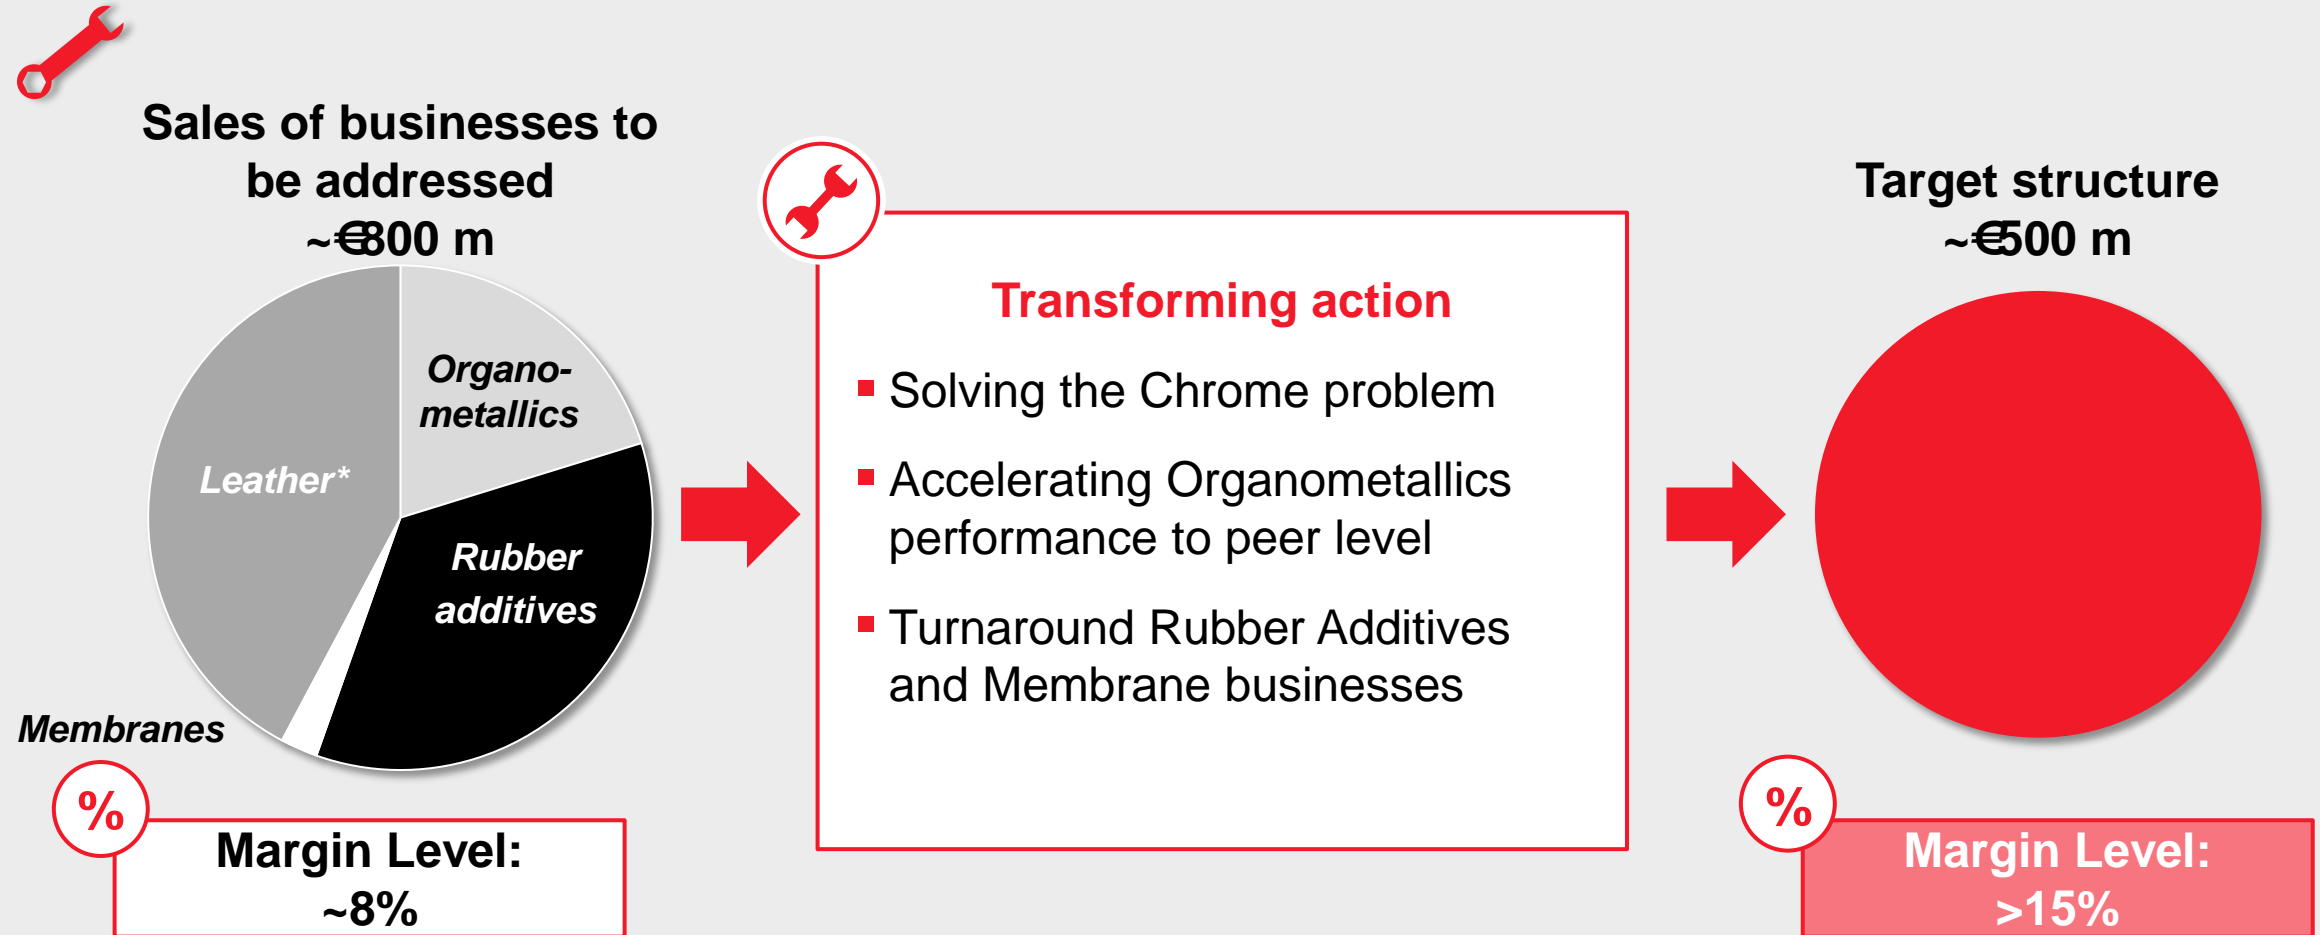 Sales of businesses to
be addressed
~€800 m
Organo-
metallics
Leather*
Rubber
additives
Membranes
%
Margin Level:
~8%
Transforming action
▪ Solving the Chrome problem
▪ Accelerating Organometallics
performance to peer level
▪ Turnaround Rubber Additives
and Membrane businesses
Target structure
~€500 m
%
Margin Level:
>15%